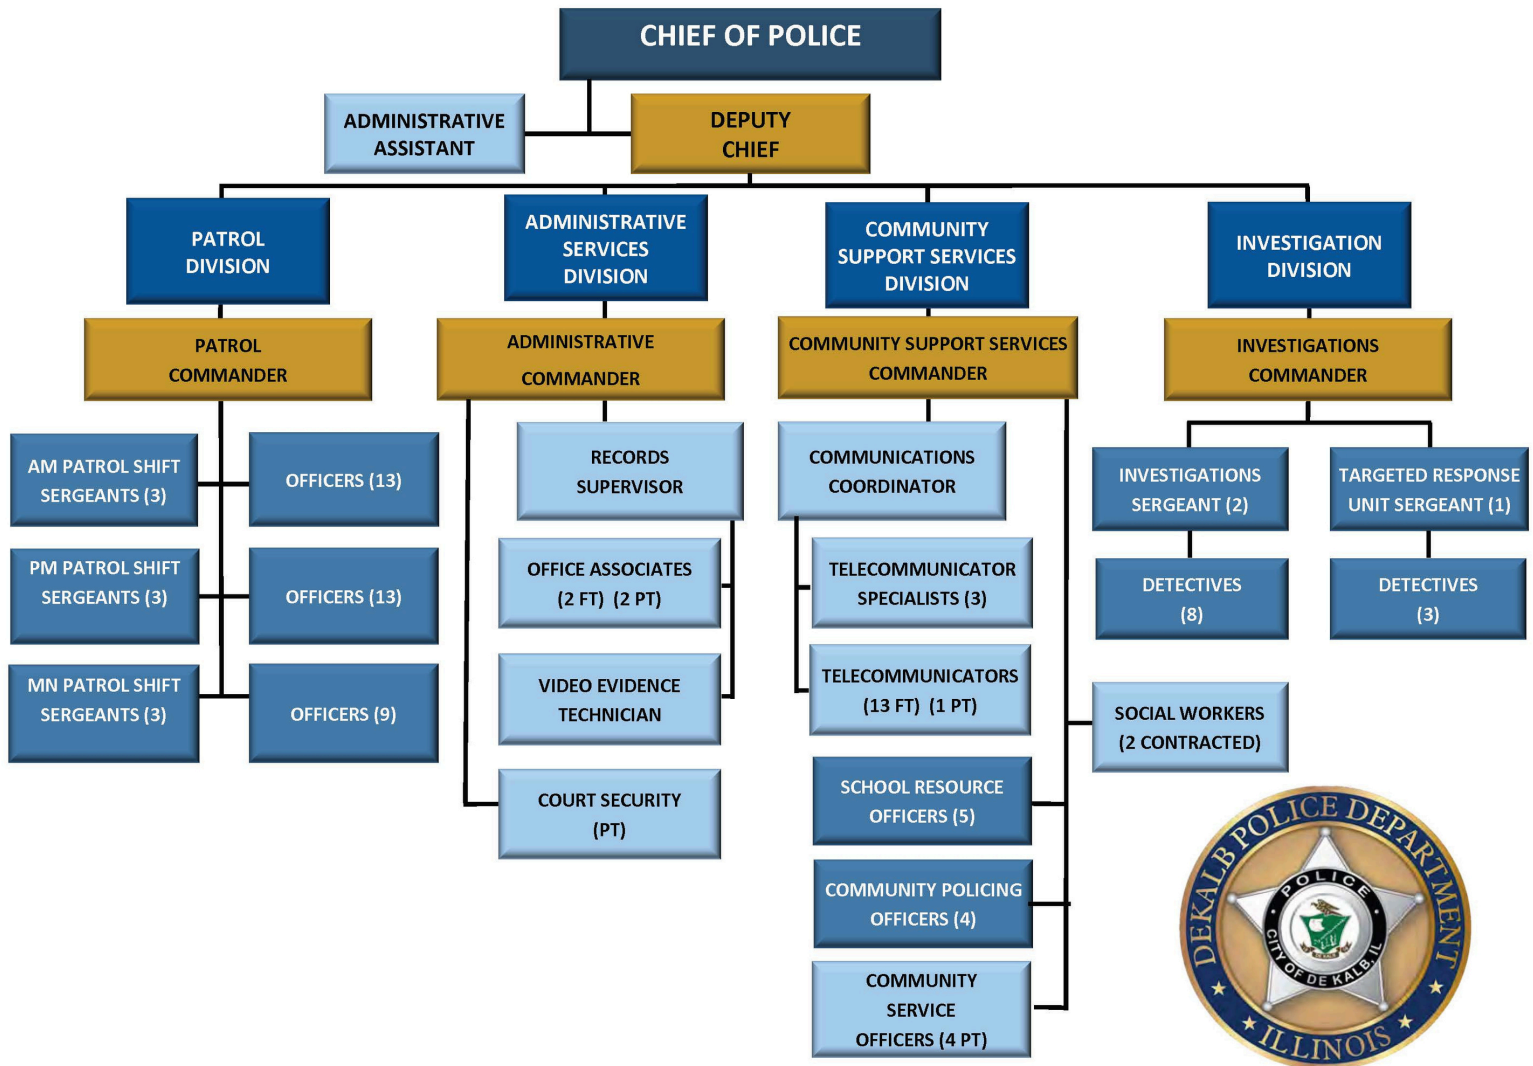 CHIEF OF POLICE
ADMINISTRATIVE
ASSISTANT
DEPUTY
CHIEF
PATROL
DIVISION
ADMINISTRATIVE
SERVICES
DIVISION
COMMUNITY
SUPPORT SERVICES
DIVISION
INVESTIGATION
DIVISION
PATROL
COMMANDER
ADMINISTRATIVE
COMMANDER
COMMUNITY SUPPORT SERVICES
COMMANDER
INVESTIGATIONS
COMMANDER
AM PATROL SHIFT
SERGEANTS (3)
OFFICERS (13)
PM PATROL SHIFT
SERGEANTS (3)
OFFICERS (13)
MN PATROL SHIFT
SERGEANTS (3)
OFFICERS (9)
RECORDS
SUPERVISOR
OFFICE ASSOCIATES
(2 FT) (2 PT)
VIDEO EVIDENCE
TECHNICIAN
COURT SECURITY
(PT)
COMMUNICATIONS
COORDINATOR
TELECOMMUNICATOR
SPECIALISTS (3)
TELECOMMUNICATORS
(13 FT) (1 PT)
SCHOOL RESOURCE
OFFICERS (5)
COMMUNITY POLICING
OFFICERS (4)
COMMUNITY
SERVICE
OFFICERS (4 PT)
INVESTIGATIONS
SERGEANT (2)
TARGETED RESPONSE
UNIT SERGEANT (1)
DETECTIVES
(8)
DETECTIVES
(3)
SOCIAL WORKERS
(2 CONTRACTED)
DEKALB POLICE DEPARTMENT
POLICE
CITY OF DE KALB, IL
ILLINOIS